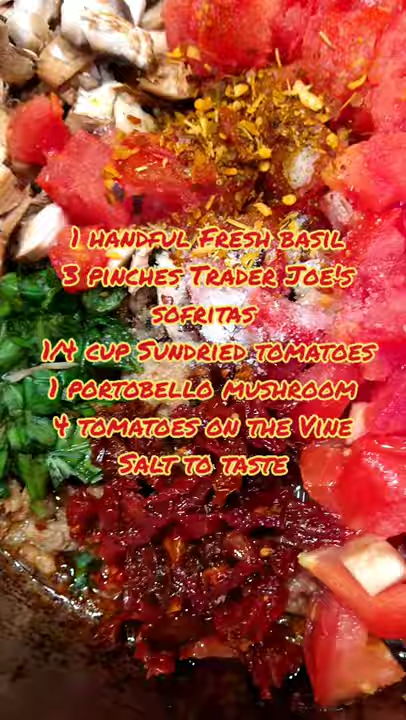 1 handful Fresh basil
3 pinches Trader Joe's
sofritas
1/4 cup Sundried tomatoes
1 portobello mushroom
4 tomatoes on the Vine
Salt to taste